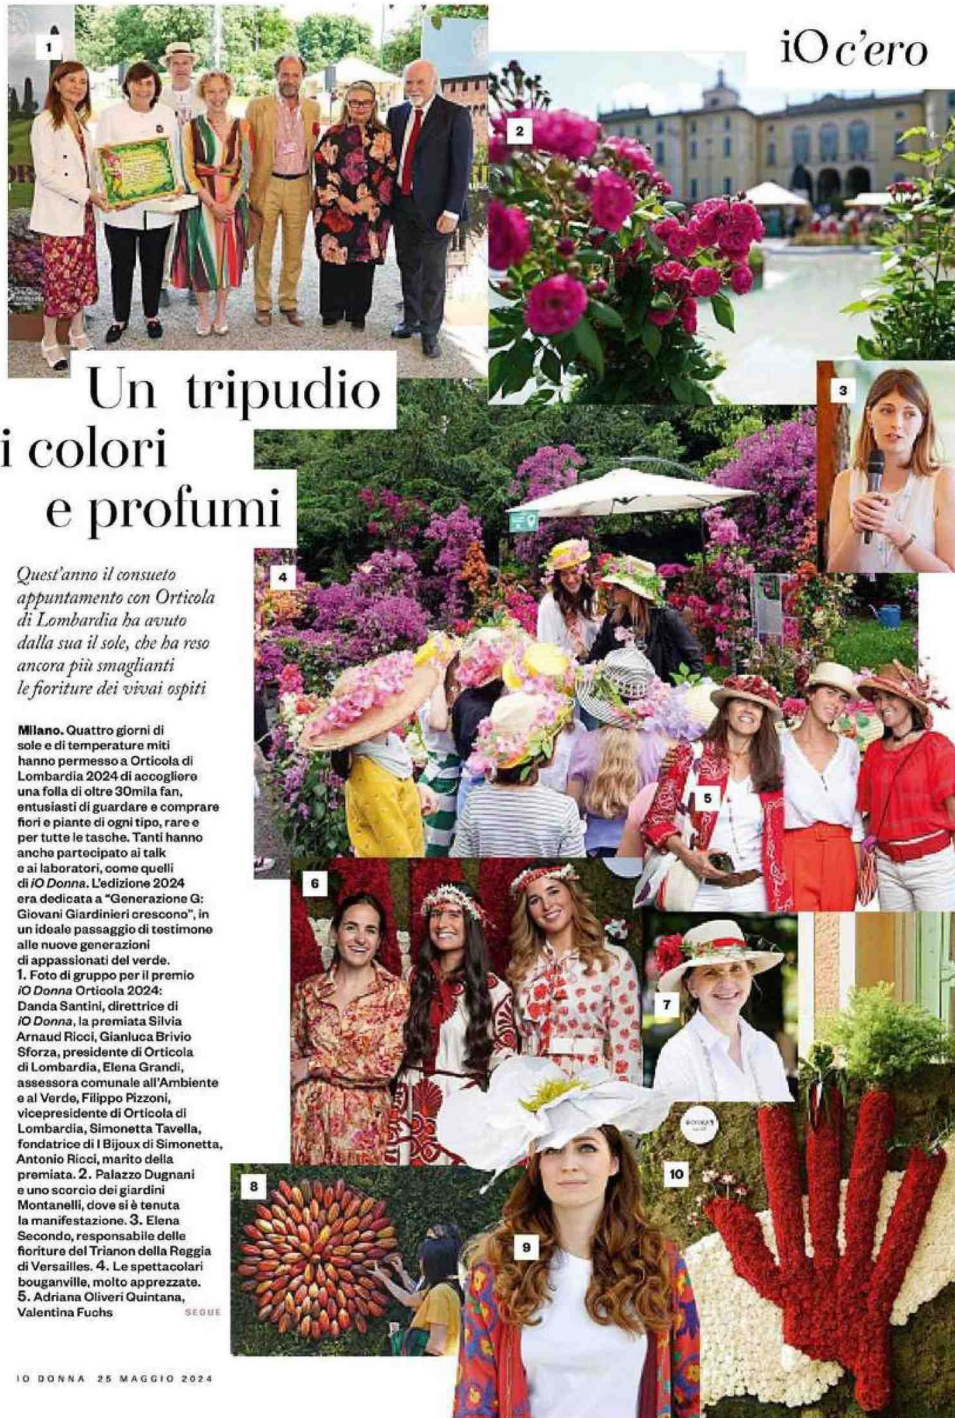 iO c'ero
1
2
3
Un tripudio
i colori
e profumi
4
Quest'anno il consueto
appuntamento con Orticola
di Lombardia ha avuto
dalla sua il sole, che ha reso
ancora più smaglianti
le fioriture dei vivai ospiti
5
Milano. Quattro giorni di
sole e di temperature miti
hanno permesso a Orticola di
Lombardia 2024 di accogliere
una folla di oltre 30mila fan,
entusiasti di guardare e comprare
fiori e piante di ogni tipo, rare e
per tutte le tasche. Tanti hanno
anche partecipato ai talk
e ai laboratori, come quelli
di iO Donna. L'edizione 2024
era dedicata a "Generazione G:
Giovani Giardinieri crescono", in
un ideale passaggio di testimone
alle nuove generazioni
di appassionati del verde.
1. Foto di gruppo per il premio
iO Donna Orticola 2024:
Danda Santini, direttrice di
iO Donna, la premiata Silvia
Arnaud Ricci, Gianluca Brivio
Sforza, presidente di Orticola
di Lombardia, Elena Grandi,
assessora comunale all'Ambiente
e al Verde, Filippo Pizzoni,
vicepresidente di Orticola di
Lombardia, Simonetta Tavella,
fondatrice di I Bijoux di Simonetta,
Antonio Ricci, marito della
premiata. 2. Palazzo Dugnani
e uno scorcio dei giardini
Montanelli, dove si è tenuta
la manifestazione. 3. Elena
Secondo, responsabile delle
fioriture del Trianon della Reggia
di Versailles. 4. Le spettacolari
bouganville, molto apprezzate.
5. Adriana Oliveri Quintana,
Valentina Fuchs
SEGUE
6
7
8
9
10
IO DONNA 25 MAGGIO 2024